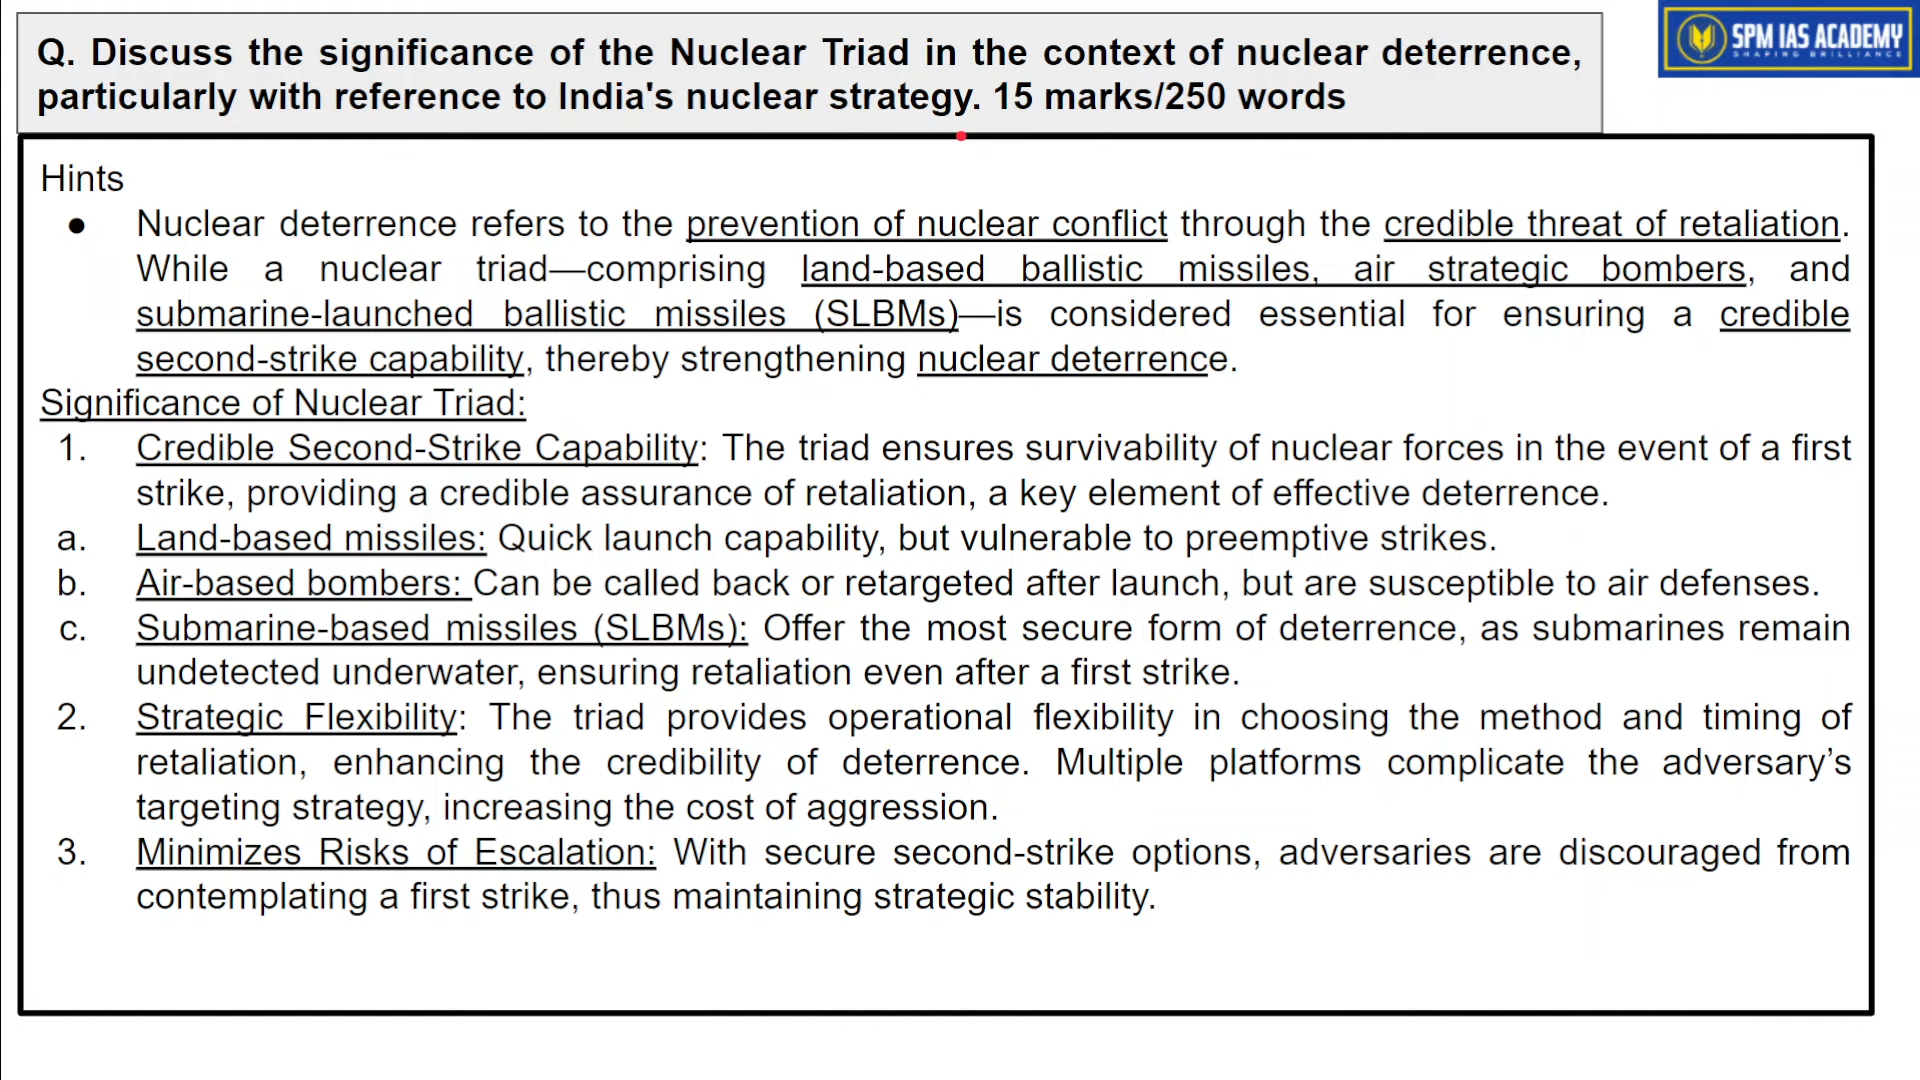 Q. Discuss the significance of the Nuclear Triad in the context of nuclear deterrence,
particularly with reference to India's nuclear strategy. 15 marks/250 words
SPM IAS ACADEMY
SHAPING BRILLIANCE
Hints
● Nuclear deterrence refers to the prevention of nuclear conflict through the credible threat of retaliation.
While a nuclear triad—comprising land-based ballistic missiles, air strategic bombers, and
submarine-launched ballistic missiles (SLBMs)—is considered essential for ensuring a credible
second-strike capability, thereby strengthening nuclear deterrence.
Significance of Nuclear Triad:
1. Credible Second-Strike Capability: The triad ensures survivability of nuclear forces in the event of a first
strike, providing a credible assurance of retaliation, a key element of effective deterrence.
a. Land-based missiles: Quick launch capability, but vulnerable to preemptive strikes.
b. Air-based bombers: Can be called back or retargeted after launch, but are susceptible to air defenses.
c. Submarine-based missiles (SLBMs): Offer the most secure form of deterrence, as submarines remain
undetected underwater, ensuring retaliation even after a first strike.
2. Strategic Flexibility: The triad provides operational flexibility in choosing the method and timing of
retaliation, enhancing the credibility of deterrence. Multiple platforms complicate the adversary’s
targeting strategy, increasing the cost of aggression.
3. Minimizes Risks of Escalation: With secure second-strike options, adversaries are discouraged from
contemplating a first strike, thus maintaining strategic stability.